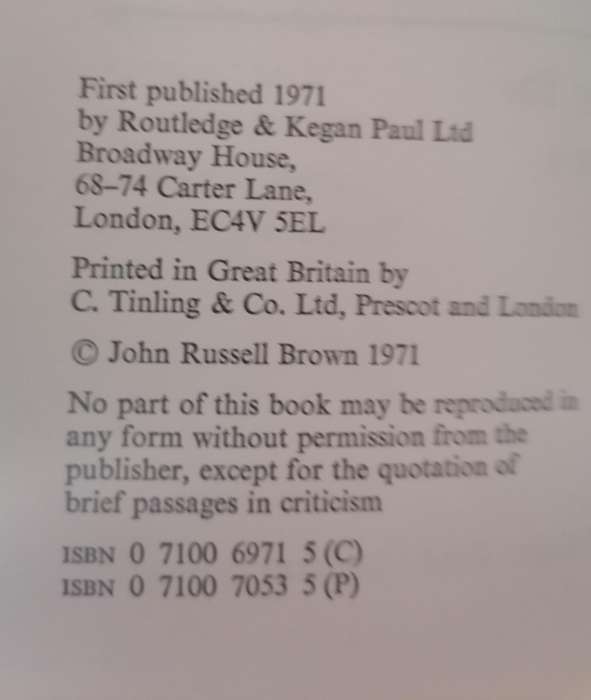 First published 1971
by Routledge & Kegan Paul Ltd
Broadway House,
68–74 Carter Lane,
London, EC4V 5EL
Printed in Great Britain by
C. Tinling & Co. Ltd, Prescot and London
© John Russell Brown 1971
No part of this book may be reproduced in
any form without permission from the
publisher, except for the quotation of
brief passages in criticism
ISBN 0 7100 6971 5 (C)
ISBN 0 7100 7053 5 (P)